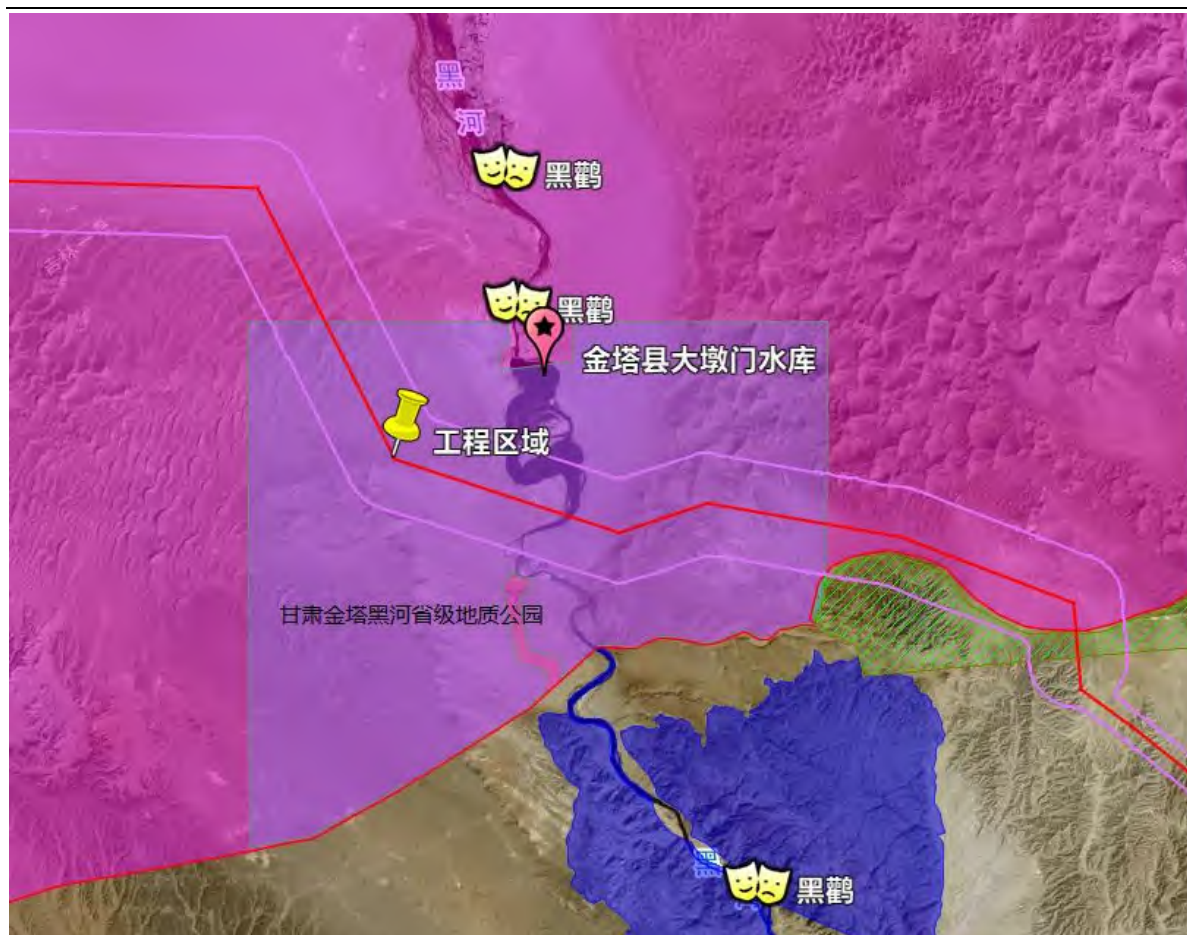 黑
河
黑鹳
黑鹳
金塔县大墩门水库
工程区域
甘肃金塔黑河省级地质公园
黑
黑鹳